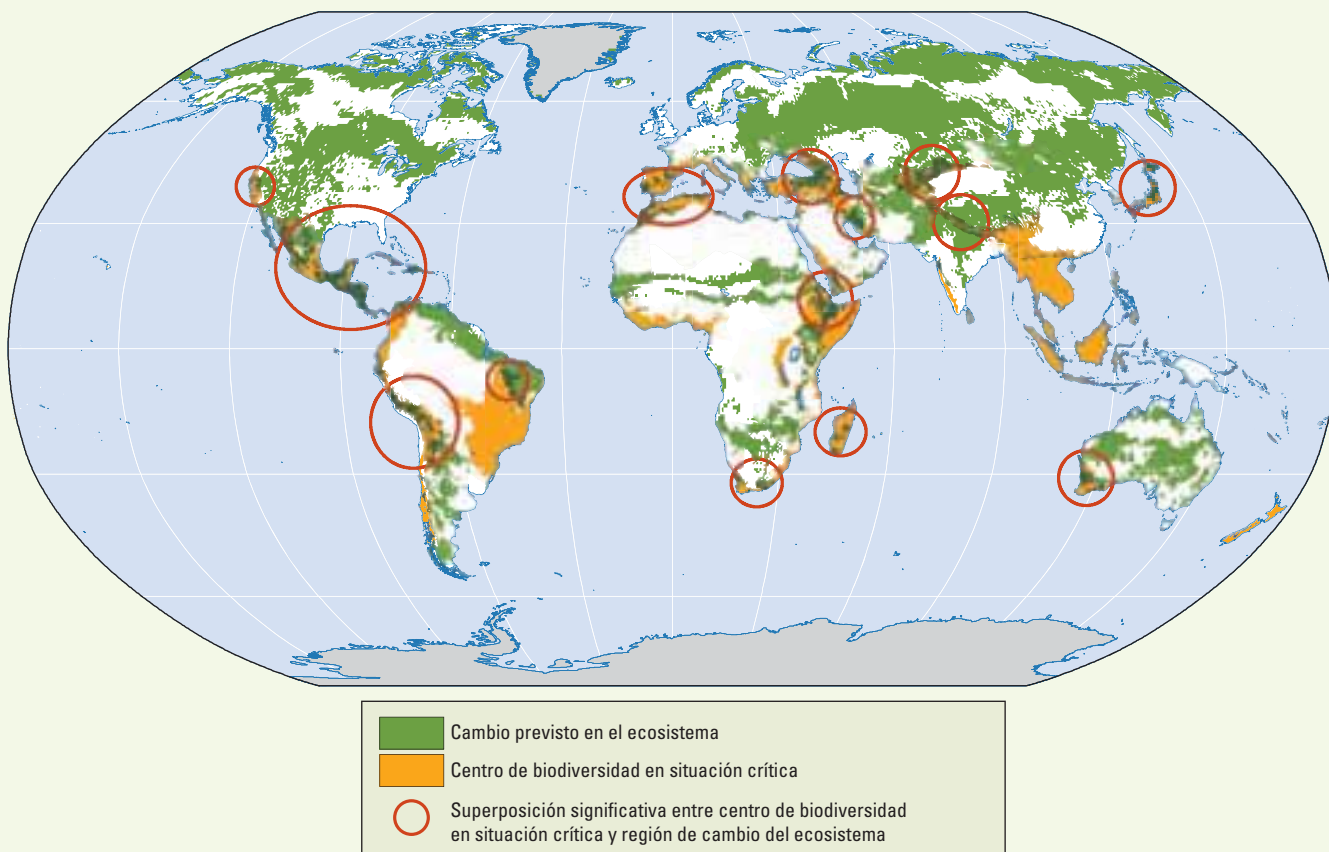 Cambio previsto en el ecosistema
Centro de biodiversidad en situación crítica
Superposición significativa entre centro de biodiversidad
en situación crítica y región de cambio del ecosistema